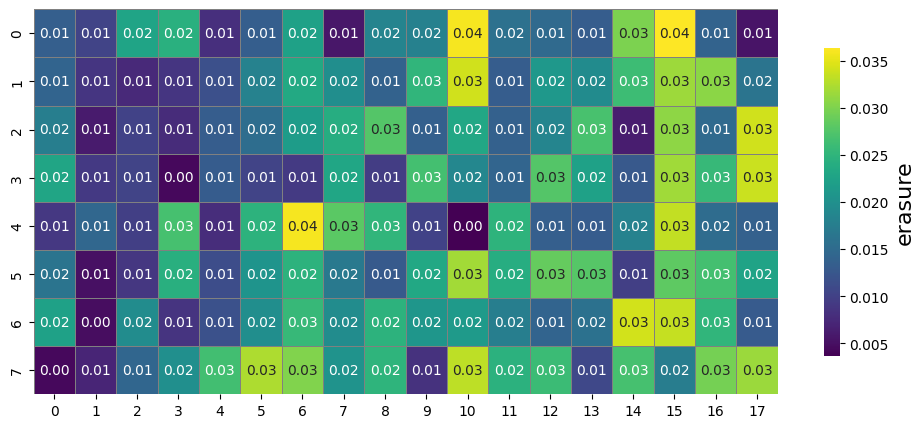 0 0.01 0.01 0.02 0.02 0.01 0.01 0.02 0.01 0.02 0.02 0.04 0.02 0.01 0.01 0.03 0.04 0.01 0.01
1 0.01 0.01 0.01 0.01 0.01 0.02 0.02 0.02 0.01 0.03 0.03 0.01 0.02 0.02 0.03 0.03 0.03 0.02
2 0.02 0.01 0.01 0.01 0.01 0.02 0.02 0.02 0.03 0.01 0.02 0.01 0.02 0.03 0.01 0.03 0.01 0.03
3 0.02 0.01 0.01 0.00 0.01 0.01 0.01 0.02 0.01 0.03 0.02 0.01 0.03 0.02 0.01 0.03 0.03 0.03
4 0.01 0.01 0.01 0.03 0.01 0.02 0.04 0.03 0.03 0.01 0.00 0.02 0.01 0.01 0.02 0.03 0.02 0.01
5 0.02 0.01 0.01 0.02 0.01 0.02 0.02 0.02 0.01 0.02 0.03 0.02 0.03 0.03 0.01 0.03 0.03 0.02
6 0.02 0.00 0.02 0.01 0.01 0.02 0.03 0.02 0.02 0.02 0.02 0.02 0.01 0.02 0.03 0.03 0.03 0.01
7 0.00 0.01 0.01 0.02 0.03 0.03 0.03 0.02 0.02 0.01 0.03 0.02 0.03 0.01 0.03 0.02 0.03 0.03
0 1 2 3 4 5 6 7 8 9 10 11 12 13 14 15 16 17
0.035
0.030
0.025
0.020
0.015
0.010
0.005
erasure